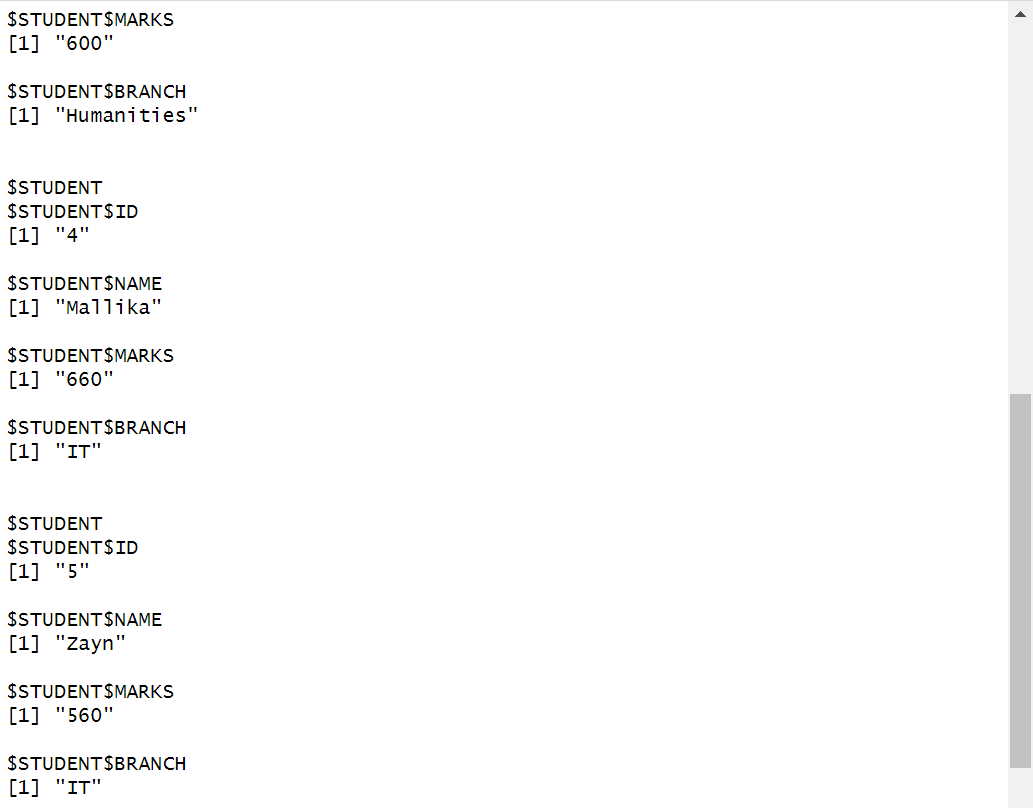 $STUDENT$MARKS
[1] "600"
$STUDENT$BRANCH
[1] "Humanities"
$STUDENT
$STUDENT$ID
[1] "4"
$STUDENT$NAME
[1] "Mallika"
$STUDENT$MARKS
[1] "660"
$STUDENT$BRANCH
[1] "IT"
$STUDENT
$STUDENT$ID
[1] "5"
$STUDENT$NAME
[1] "Zayn"
$STUDENT$MARKS
[1] "560"
$STUDENT$BRANCH
[1] "IT"